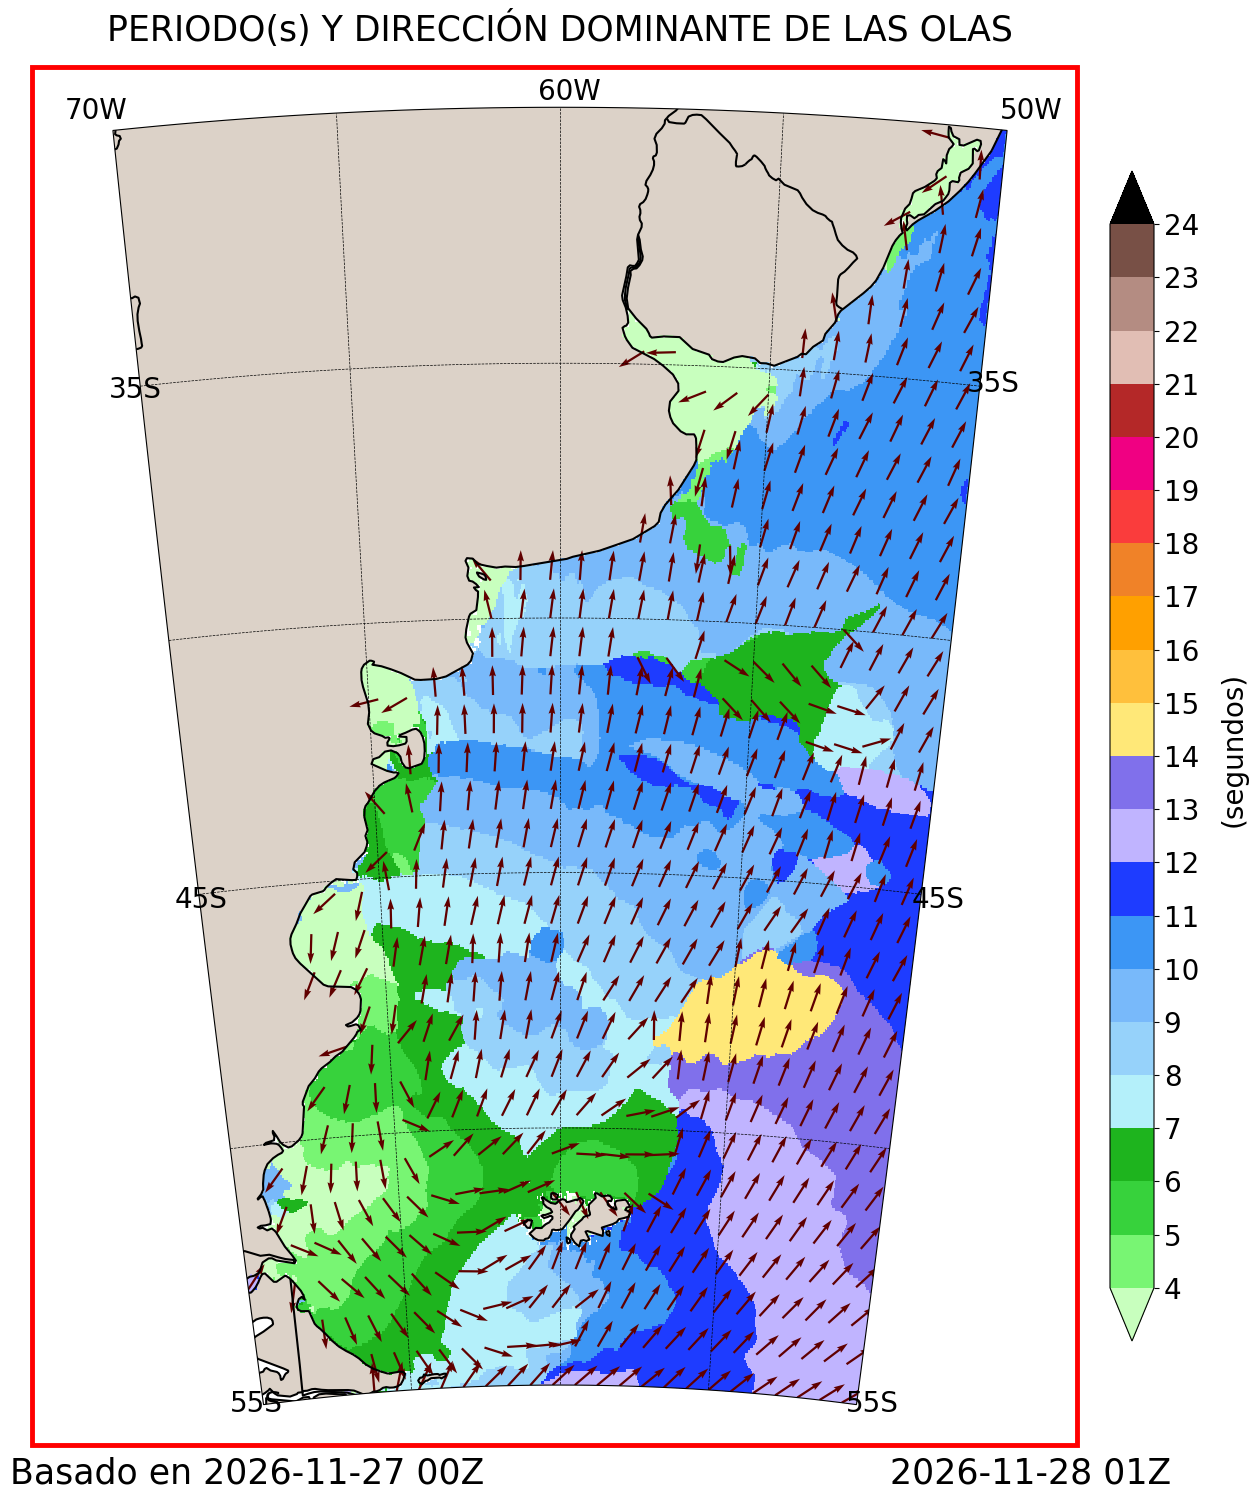 PERIODO(s) Y DIRECCIÓN DOMINANTE DE LAS OLAS
70W
60W
50W
35S
35S
45S
45S
55S
55S
24
23
22
21
20
19
18
17
16
15
14
13
12
11
10
9
8
7
6
5
4
(segundos)
Basado en 2026-11-27 00Z
2026-11-28 01Z